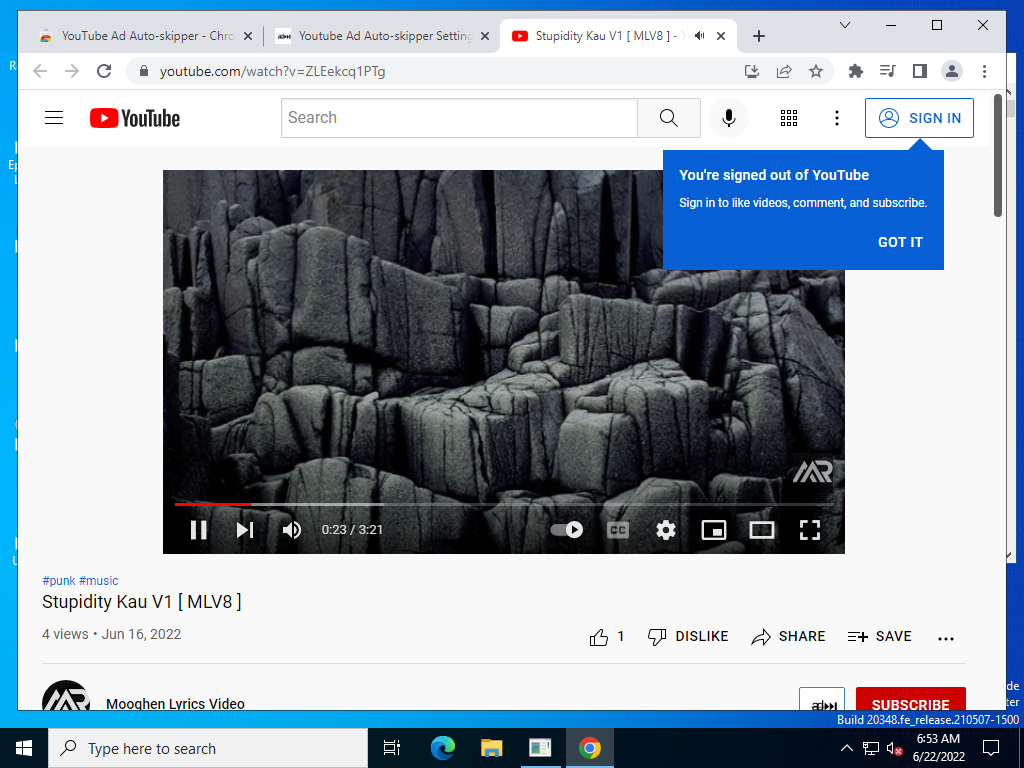 YouTube Ad Auto-skipper - Chro
Youtube Ad Auto-skipper Setting
Stupidity Kau V1 [ MLV8 ] - Y
youtube.com/watch?v=ZLEekcq1PTg
YouTube
Search
SIGN IN
You're signed out of YouTube
Sign in to like videos, comment, and subscribe.
GOT IT
0:23 / 3:21
CC
#punk #music
Stupidity Kau V1 [ MLV8 ]
4 views • Jun 16, 2022
1
DISLIKE
SHARE
SAVE
Mooghen Lyrics Video
SUBSCRIBE
Build 20348.fe_release.210507-1500
Type here to search
6:53 AM
6/22/2022